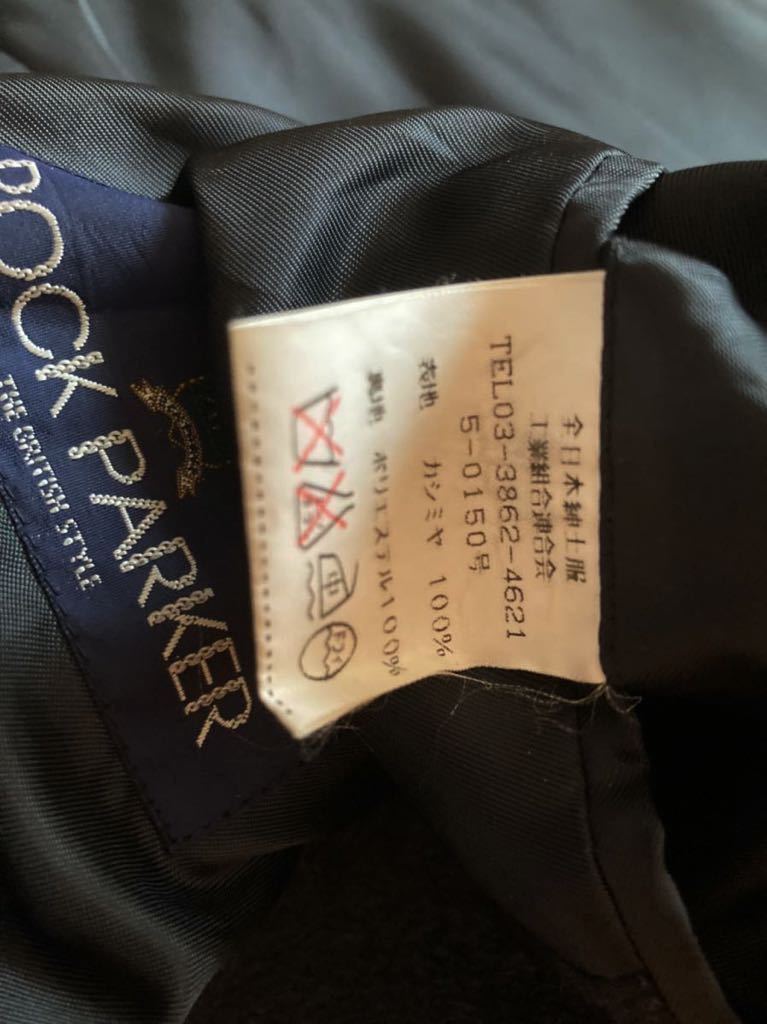 POCK PARKER
THE BRITISH STYLE
全日本紳士服
工業組合連合会
TEL03-3862-4621
5-0150号
表地 カシミヤ 100%
裏地 ポリエステル100%